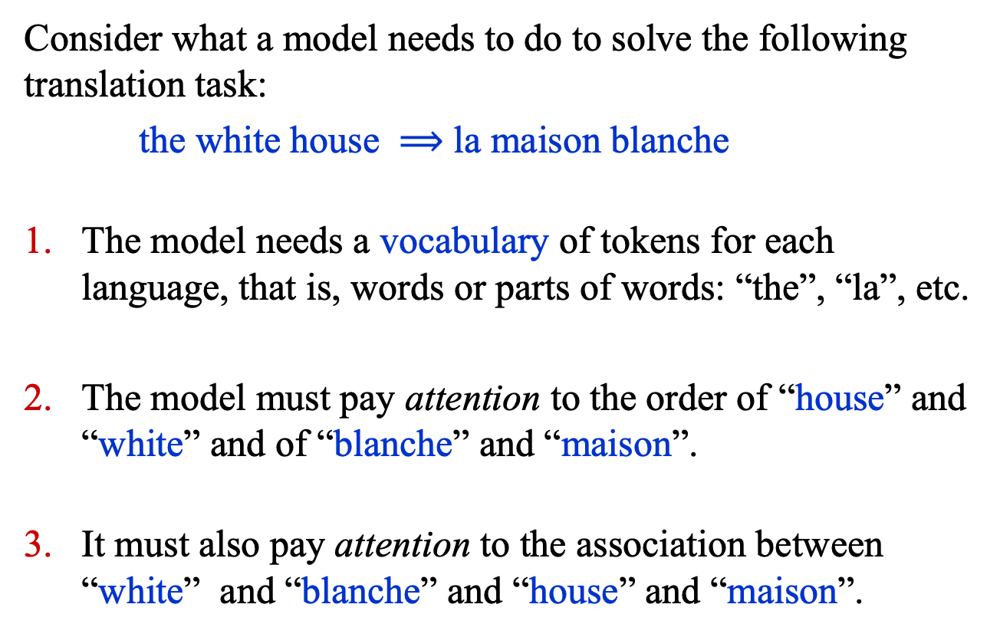 Consider what a model needs to do to solve the following
translation task:
the white house ⟹ la maison blanche
1. The model needs a vocabulary of tokens for each
language, that is, words or parts of words: “the”, “la”, etc.
2. The model must pay attention to the order of “house” and
“white” and of “blanche” and “maison”.
3. It must also pay attention to the association between
“white” and “blanche” and “house” and “maison”.